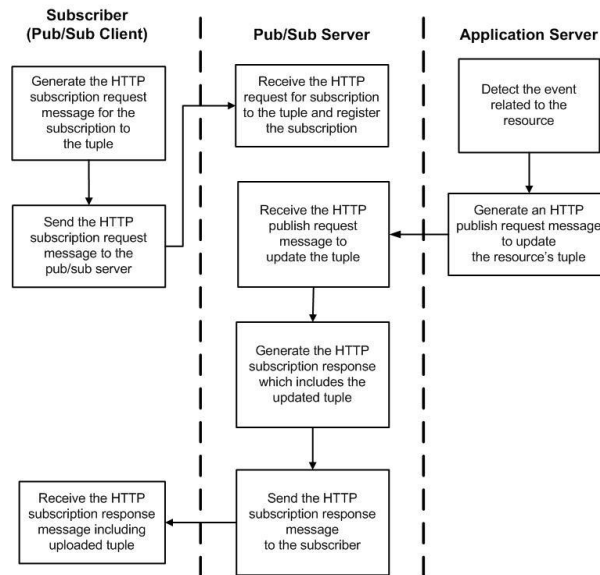 Subscriber
(Pub/Sub Client)
Pub/Sub Server
Application Server
Generate the HTTP
subscription request
message for the
subscription to
the tuple
Receive the HTTP
request for subscription
to the tuple and register
the subscription
Detect the event
related to the
resource
Send the HTTP
subscription request
message to the
pub/sub server
Receive the HTTP
publish request
message to
update the tuple
Generate an HTTP
publish request message
to update
the resource's tuple
Generate the HTTP
subscription response
which includes the
updated tuple
Receive the HTTP
subscription response
message including
uploaded tuple
Send the HTTP
subscription response
message
to the subscriber